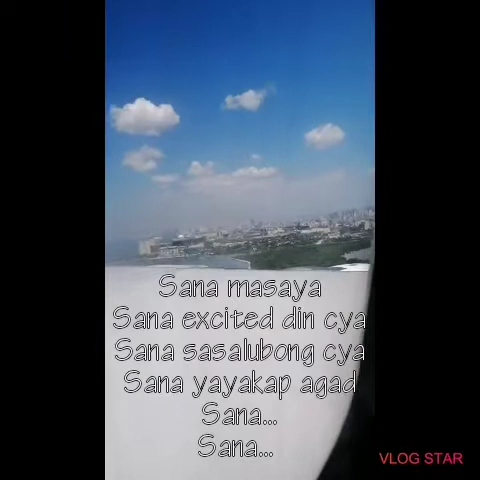 Sana masaya
Sana excited din cya
Sana sasalubong cya
Sana yayakap agad
Sana...
Sana...
VLOG STAR